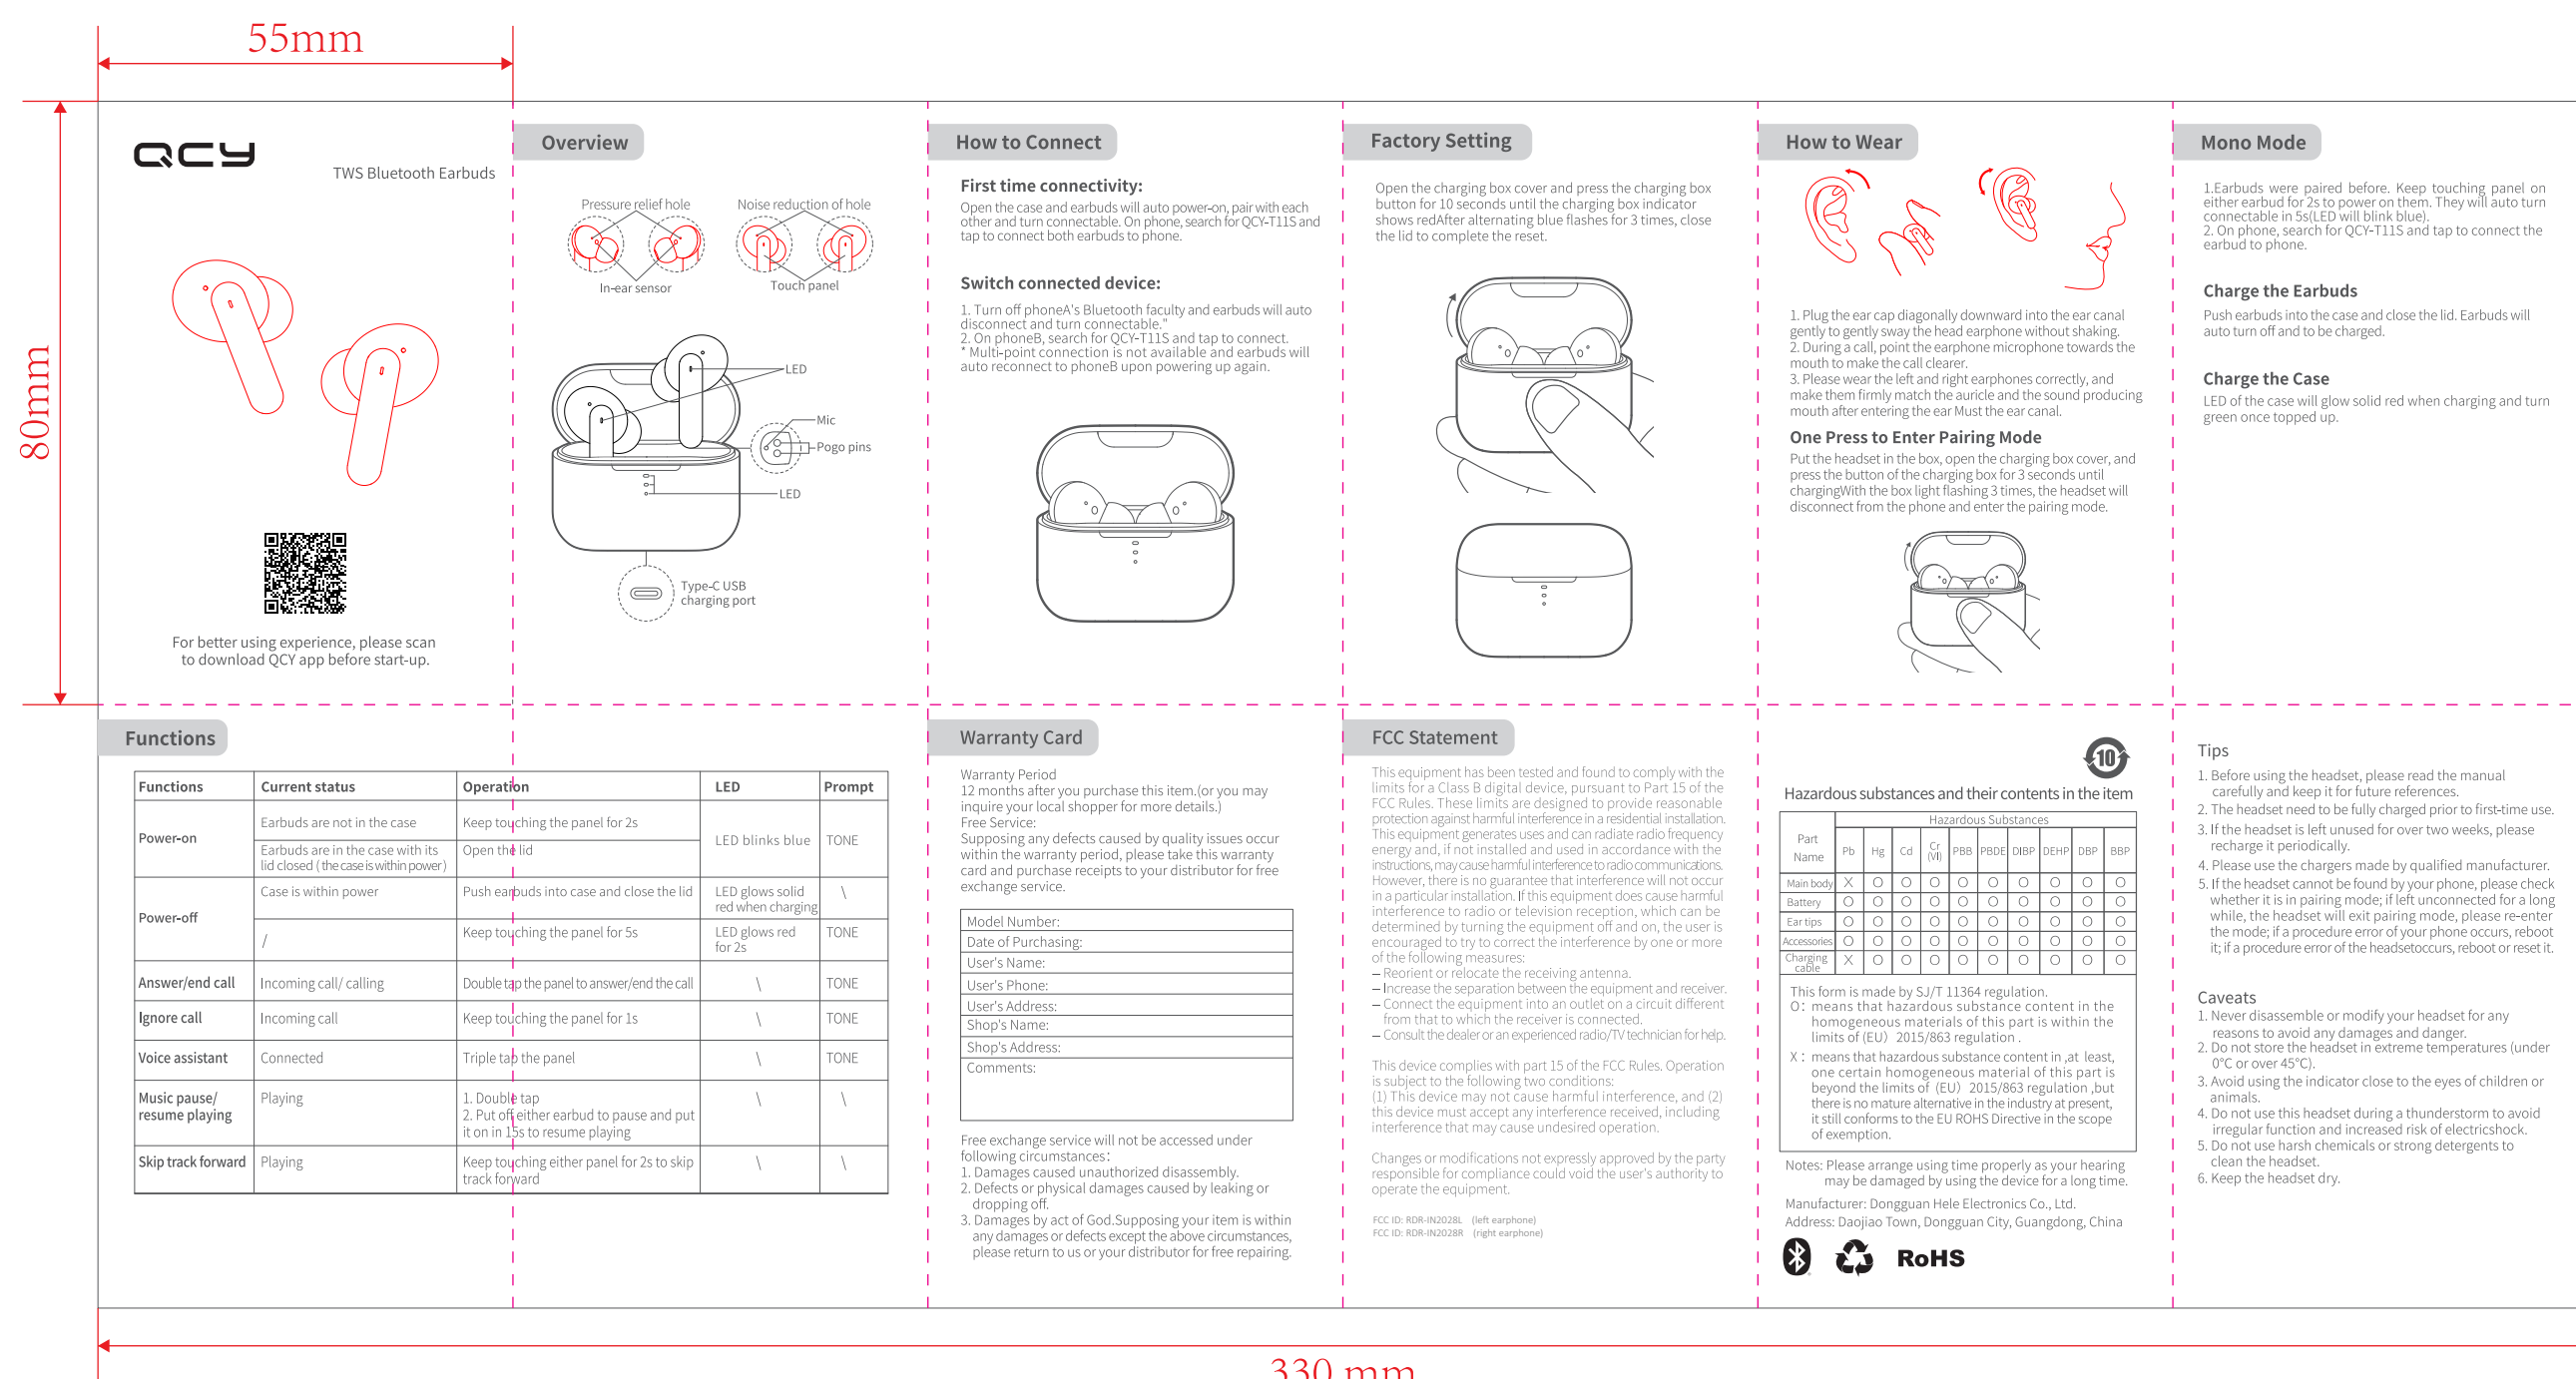 55mm
80mm
QCY
TWS Bluetooth Earbuds
For better using experience, please scan
to download QCY app before start-up.
Overview
Pressure relief hole
Noise reduction of hole
In-ear sensor
Touch panel
LED
Mic
Pogo pins
LED
Type-C USB
charging port
How to Connect
First time connectivity:
Open the case and earbuds will auto power-on, pair with each
other and turn connectable. On phone, search for QCY-T11S and
tap to connect both earbuds to phone.
Switch connected device:
1. Turn off phoneA's Bluetooth faculty and earbuds will auto
disconnect and turn connectable."
2. On phoneB, search for QCY-T11S and tap to connect.
* Multi-point connection is not available and earbuds will
auto reconnect to phoneB upon powering up again.
Factory Setting
Open the charging box cover and press the charging box
button for 10 seconds until the charging box indicator
shows redAfter alternating blue flashes for 3 times, close
the lid to complete the reset.
How to Wear
1. Plug the ear cap diagonally downward into the ear canal
gently to gently sway the head earphone without shaking.
2. During a call, point the earphone microphone towards the
mouth to make the call clearer.
3. Please wear the left and right earphones correctly, and
make them firmly match the auricle and the sound producing
mouth after entering the ear Must the ear canal.
One Press to Enter Pairing Mode
Put the headset in the box, open the charging box cover, and
press the button of the charging box for 3 seconds until
chargingWith the box light flashing 3 times, the headset will
disconnect from the phone and enter the pairing mode.
Mono Mode
1.Earbuds were paired before. Keep touching panel on
either earbud for 2s to power on them. They will auto turn
connectable in 5s(LED will blink blue).
2. On phone, search for QCY-T11S and tap to connect the
earbud to phone.
Charge the Earbuds
Push earbuds into the case and close the lid. Earbuds will
auto turn off and to be charged.
Charge the Case
LED of the case will glow solid red when charging and turn
green once topped up.
Functions
Functions Current status Operation LED Prompt
Power-on
Earbuds are not in the case Keep touching the panel for 2s
LED blinks blue TONE
Earbuds are in the case with its Open the lid
lid closed ( the case is within power )
Power-off
Case is within power Push earbuds into case and close the lid LED glows solid \
red when charging
/ Keep touching the panel for 5s LED glows red TONE
for 2s
Answer/end call Incoming call/ calling Double tap the panel to answer/end the call \ TONE
Ignore call Incoming call Keep touching the panel for 1s \ TONE
Voice assistant Connected Triple tap the panel \ TONE
Music pause/ Playing 1. Double tap \ \
resume playing 2. Put off either earbud to pause and put
it on in 15s to resume playing
Skip track forward Playing Keep touching either panel for 2s to skip \ \
track forward
Warranty Card
Warranty Period
12 months after you purchase this item.(or you may
inquire your local shopper for more details.)
Free Service:
Supposing any defects caused by quality issues occur
within the warranty period, please take this warranty
card and purchase receipts to your distributor for free
exchange service.
Model Number:
Date of Purchasing:
User's Name:
User's Phone:
User's Address:
Shop's Name:
Shop's Address:
Comments:
Free exchange service will not be accessed under
following circumstances：
1. Damages caused unauthorized disassembly.
2. Defects or physical damages caused by leaking or
dropping off.
3. Damages by act of God.Supposing your item is within
any damages or defects except the above circumstances,
please return to us or your distributor for free repairing.
FCC Statement
This equipment has been tested and found to comply with the
limits for a Class B digital device, pursuant to Part 15 of the
FCC Rules. These limits are designed to provide reasonable
protection against harmful interference in a residential installation.
This equipment generates uses and can radiate radio frequency
energy and, if not installed and used in accordance with the
instructions, may cause harmful interference to radio communications.
However, there is no guarantee that interference will not occur
in a particular installation. If this equipment does cause harmful
interference to radio or television reception, which can be
determined by turning the equipment off and on, the user is
encouraged to try to correct the interference by one or more
of the following measures:
– Reorient or relocate the receiving antenna.
– Increase the separation between the equipment and receiver.
– Connect the equipment into an outlet on a circuit different
from that to which the receiver is connected.
– Consult the dealer or an experienced radio/TV technician for help.
This device complies with part 15 of the FCC Rules. Operation
is subject to the following two conditions:
(1) This device may not cause harmful interference, and (2)
this device must accept any interference received, including
interference that may cause undesired operation.
Changes or modifications not expressly approved by the party
responsible for compliance could void the user's authority to
operate the equipment.
FCC ID: RDR-IN2028L (left earphone)
FCC ID: RDR-IN2028R (right earphone)
10
Hazardous substances and their contents in the item
Part Name
Hazardous Substances
Pb Hg Cd Cr (VI) PBB PBDE DIBP DEHP DBP BBP
Main body X O O O O O O O O O
Battery O O O O O O O O O O
Ear tips O O O O O O O O O O
Accessories O O O O O O O O O O
Charging cable X O O O O O O O O O
This form is made by SJ/T 11364 regulation.
O: means that hazardous substance content in the
homogeneous materials of this part is within the
limits of (EU）2015/863 regulation .
X : means that hazardous substance content in ,at least,
one certain homogeneous material of this part is
beyond the limits of（EU）2015/863 regulation ,but
there is no mature alternative in the industry at present,
it still conforms to the EU ROHS Directive in the scope
of exemption.
Notes: Please arrange using time properly as your hearing
may be damaged by using the device for a long time.
Manufacturer: Dongguan Hele Electronics Co., Ltd.
Address: Daojiao Town, Dongguan City, Guangdong, China
RoHS
Tips
1. Before using the headset, please read the manual
carefully and keep it for future references.
2. The headset need to be fully charged prior to first-time use.
3. If the headset is left unused for over two weeks, please
recharge it periodically.
4. Please use the chargers made by qualified manufacturer.
5. If the headset cannot be found by your phone, please check
whether it is in pairing mode; if left unconnected for a long
while, the headset will exit pairing mode, please re-enter
the mode; if a procedure error of your phone occurs, reboot
it; if a procedure error of the headsetoccurs, reboot or reset it.
Caveats
1. Never disassemble or modify your headset for any
reasons to avoid any damages and danger.
2. Do not store the headset in extreme temperatures (under
0°C or over 45°C).
3. Avoid using the indicator close to the eyes of children or
animals.
4. Do not use this headset during a thunderstorm to avoid
irregular function and increased risk of electricshock.
5. Do not use harsh chemicals or strong detergents to
clean the headset.
6. Keep the headset dry.
330 mm